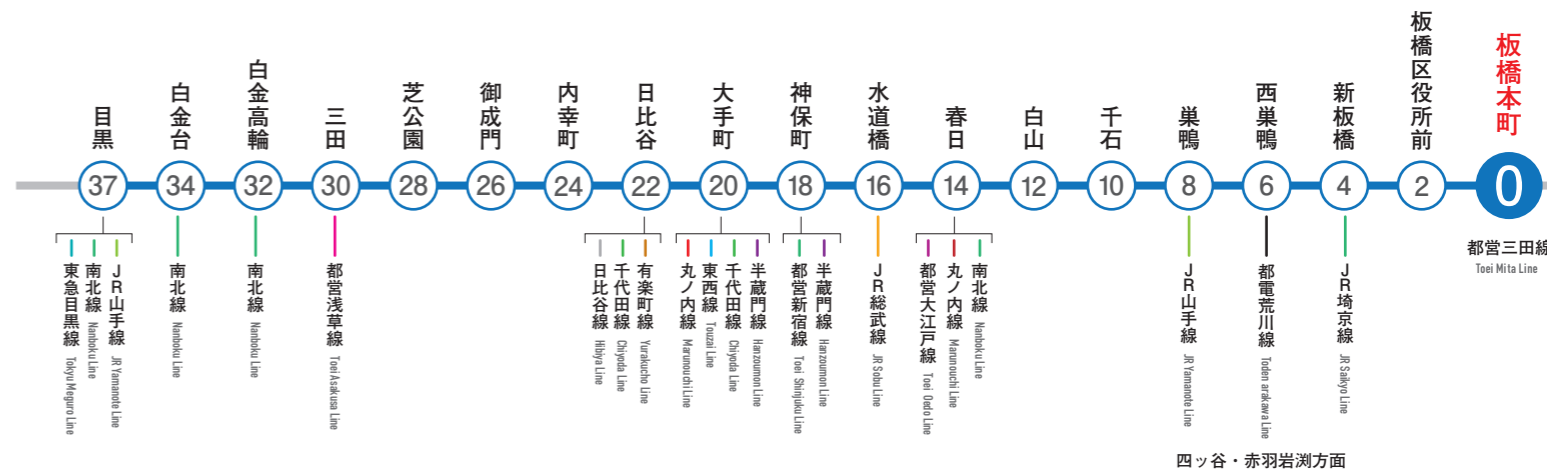 目黒
白金台
白金高輪
三田
芝公園
御成門
内幸町
日比谷
大手町
神保町
水道橋
春日
白山
千石
巣鴨
西巣鴨
新板橋
板橋区役所前
板橋本町
37
34
32
30
28
26
24
22
20
18
16
14
12
10
8
6
4
2
0
東急目黒線 Tokyu Meguro Line
南北線 Nanboku Line
JR山手線 JR Yamanote Line
南北線 Nanboku Line
南北線 Nanboku Line
都営浅草線 Toei Asakusa Line
日比谷線 Hibiya Line
千代田線 Chiyoda Line
有楽町線 Yurakucho Line
丸ノ内線 Marunouchi Line
東西線 Touzai Line
千代田線 Chiyoda Line
半蔵門線 Hanzoumon Line
都営新宿線 Toei Shinjuku Line
半蔵門線 Hanzoumon Line
JR総武線 JR Sobu Line
都営大江戸線 Toei Oedo Line
丸ノ内線 Marunouchi Line
南北線 Nanboku Line
JR山手線 JR Yamanote Line
都電荒川線 Toden arakawa Line
JR埼京線 JR Saikyo Line
都営三田線
Toei Mita Line
四ッ谷・赤羽岩渕方面